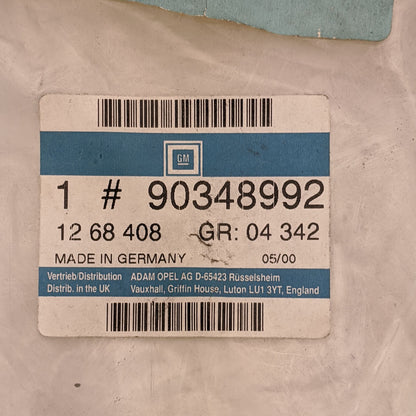 GM
1 # 90348992
12 68 408 GR: 04 342
MADE IN GERMANY 05/00
Vertrieb/Distribution ADAM OPEL AG D-65423 Rüsselsheim
Distrib. in the UK Vauxhall, Griffin House, Luton LU1 3YT, England